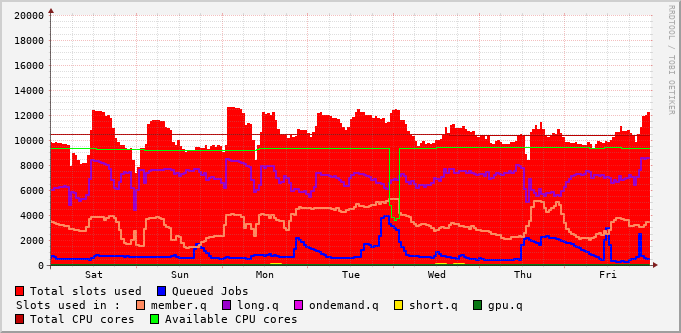 RRDTOOL / TOBI OETIKER
20000
18000
16000
14000
12000
10000
8000
6000
4000
2000
0
Sat Sun Mon Tue Wed Thu Fri
Total slots used Queued Jobs
Slots used in : member.q long.q ondemand.q short.q gpu.q
Total CPU cores Available CPU cores